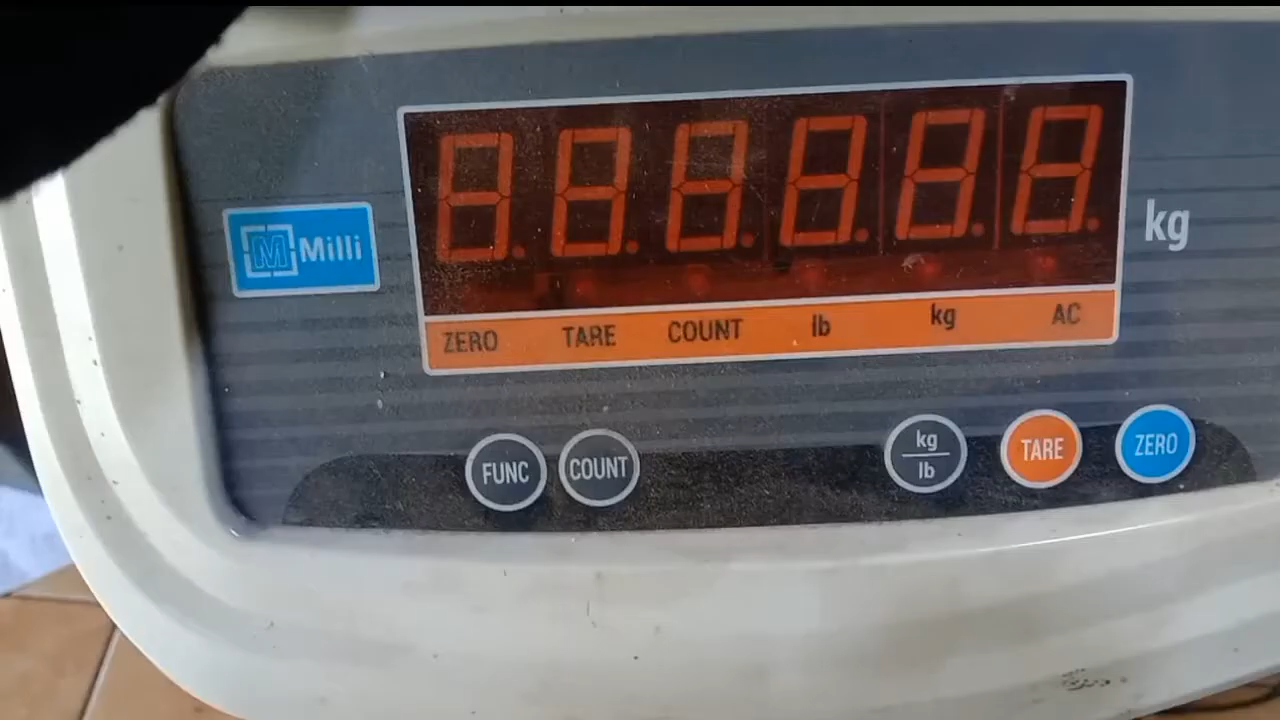 8.8.8.8.8.8.
kg
M Milli
ZERO TARE COUNT lb kg AC
FUNC COUNT kg lb TARE ZERO